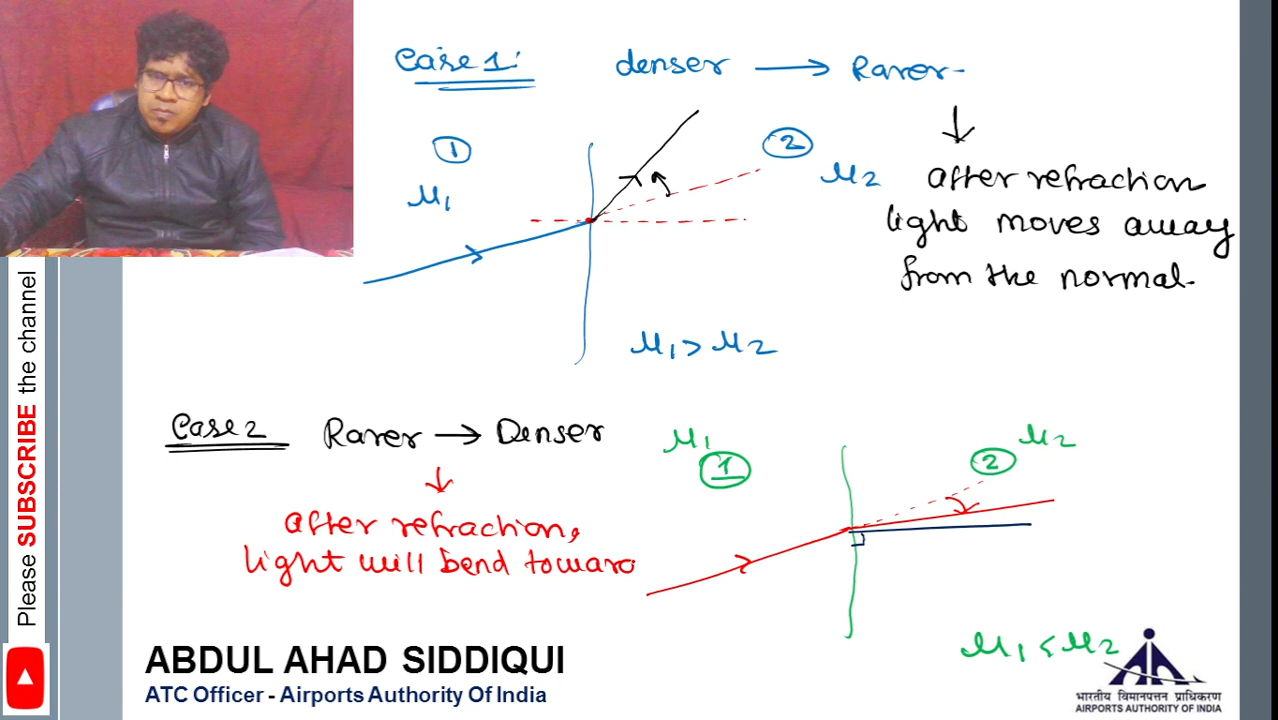 Case 1: denser → Rarer
①
②
μ1
μ2
↓
after refraction
light moves away
from the normal.
μ1 > μ2
Case 2 Rarer → Denser
↓
after refraction,
light will bend towar
μ1
①
②
μ2
μ1 < μ2
Please SUBSCRIBE the channel
ABDUL AHAD SIDDIQUI
ATC Officer - Airports Authority Of India
भारतीय विमानपत्तन प्राधिकरण
AIRPORTS AUTHORITY OF INDIA